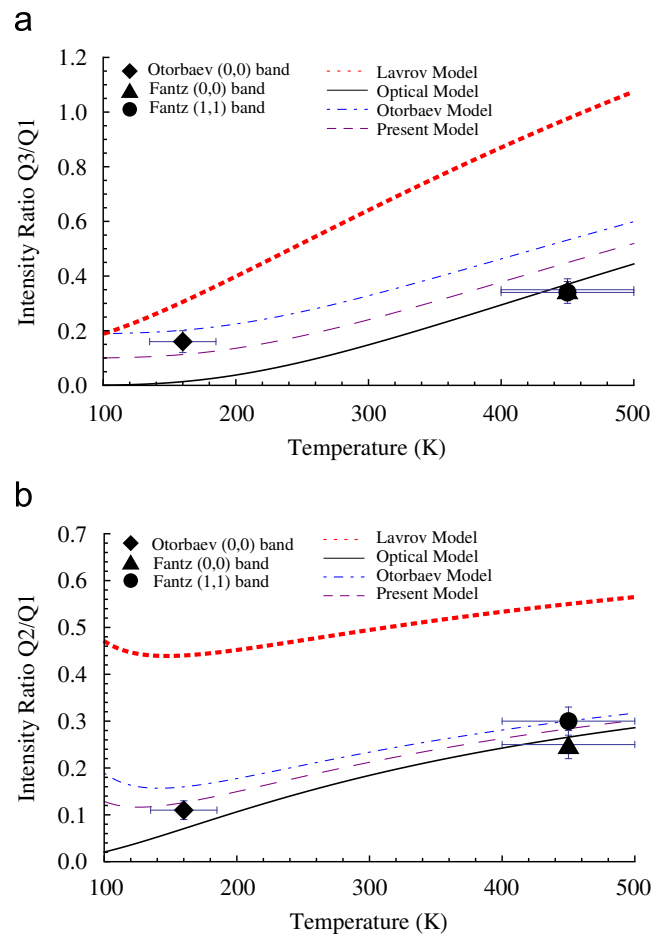 a
Intensity Ratio Q3/Q1
1.2
1.0
0.8
0.6
0.4
0.2
0.0
Otorbaev (0,0) band
Fantz (0,0) band
Fantz (1,1) band
Lavrov Model
Optical Model
Otorbaev Model
Present Model
100 200 300 400 500
Temperature (K)
b
Intensity Ratio Q2/Q1
0.7
0.6
0.5
0.4
0.3
0.2
0.1
0.0
Otorbaev (0,0) band
Fantz (0,0) band
Fantz (1,1) band
Lavrov Model
Optical Model
Otorbaev Model
Present Model
100 200 300 400 500
Temperature (K)